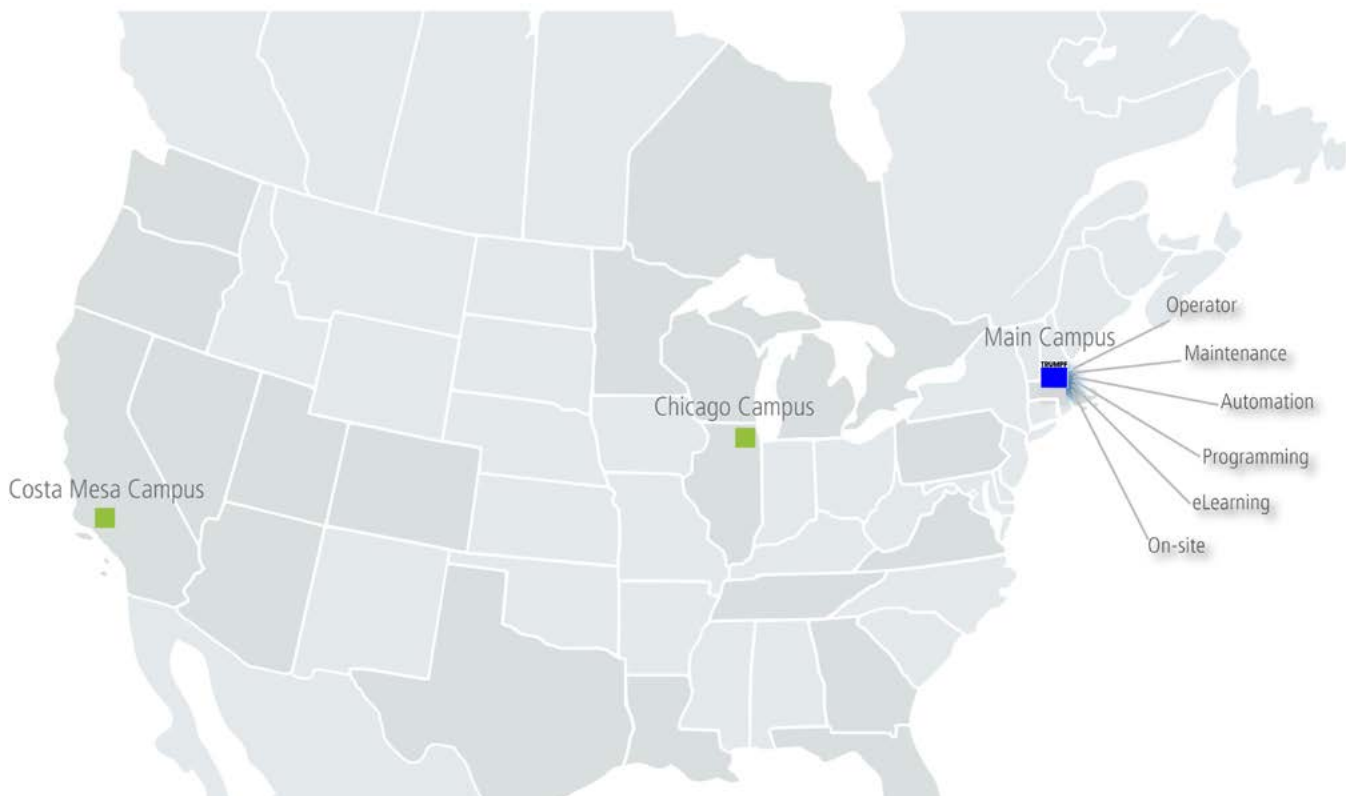 Operator
Main Campus
TRUMPF
Maintenance
Automation
Chicago Campus
Programming
Costa Mesa Campus
eLearning
On-site